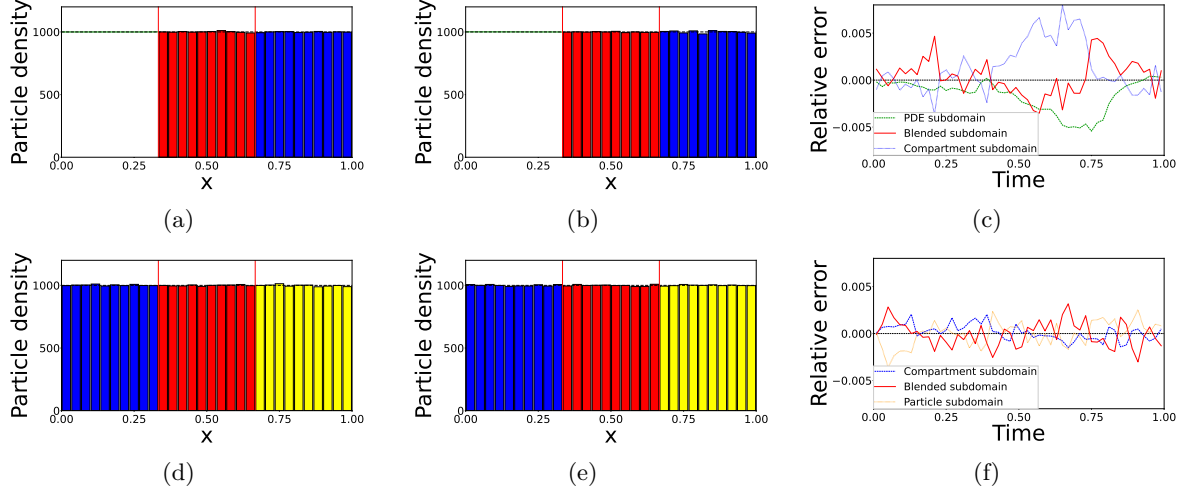 Particle density
1000
500
0
0.00 0.25 0.50 0.75 1.00
x
(a)
Particle density
1000
500
0
0.00 0.25 0.50 0.75 1.00
x
(b)
Relative error
0.005
0.000
−0.005
PDE subdomain
Blended subdomain
Compartment subdomain
0.00 0.25 0.50 0.75 1.00
Time
(c)
Particle density
1000
500
0
0.00 0.25 0.50 0.75 1.00
x
(d)
Particle density
1000
500
0
0.00 0.25 0.50 0.75 1.00
x
(e)
Relative error
0.005
0.000
−0.005
Compartment subdomain
Blended subdomain
Particle subdomain
0.00 0.25 0.50 0.75 1.00
Time
(f)